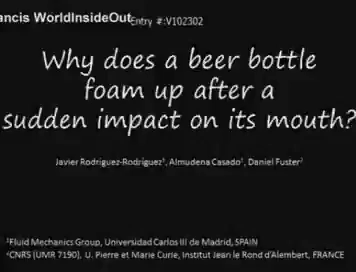 ancis WorldInsideOut
Entry #:V102302
Why does a beer bottle
foam up after a
sudden impact on its mouth?
Javier Rodríguez-Rodríguez¹, Almudena Casado¹, Daniel Fuster²
¹Fluid Mechanics Group, Universidad Carlos III de Madrid, SPAIN
²CNRS (UMR 7190), U. Pierre et Marie Curie, Institut Jean le Rond d'Alembert, FRANCE